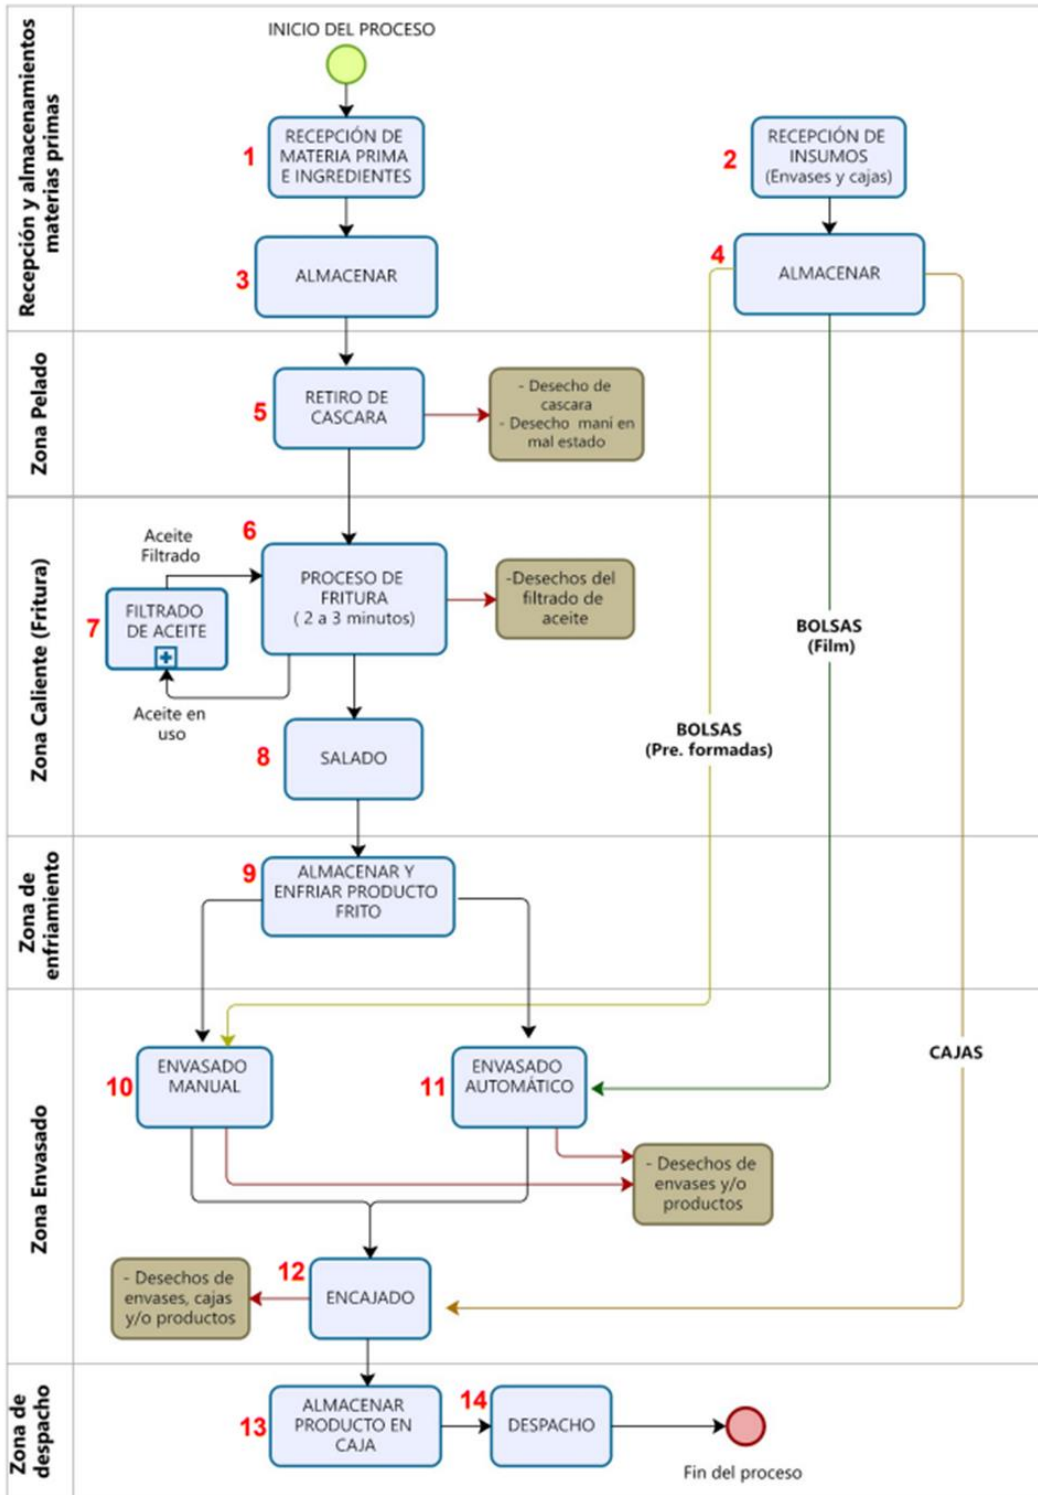 Recepción y almacenamientos
materias primas
INICIO DEL PROCESO
1
RECEPCIÓN DE
MATERIA PRIMA
E INGREDIENTES
2
RECEPCIÓN DE
INSUMOS
(Envases y cajas)
3
ALMACENAR
4
ALMACENAR
Zona Pelado
5
RETIRO DE
CASCARA
- Desecho de
cascara
- Desecho maní en
mal estado
Zona Caliente (Fritura)
6
PROCESO DE
FRITURA
( 2 a 3 minutos)
Aceite
Filtrado
7
FILTRADO
DE ACEITE
Aceite en
uso
-Desechos del
filtrado de
aceite
BOLSAS
(Film)
BOLSAS
(Pre. formadas)
8
SALADO
Zona de
enfriamiento
9
ALMACENAR Y
ENFRIAR PRODUCTO
FRITO
Zona Envasado
10
ENVASADO
MANUAL
11
ENVASADO
AUTOMÁTICO
CAJAS
- Desechos de
envases y/o
productos
- Desechos de
envases, cajas
y/o productos
12
ENCAJADO
Zona de
despacho
13
ALMACENAR
PRODUCTO EN
CAJA
14
DESPACHO
Fin del proceso